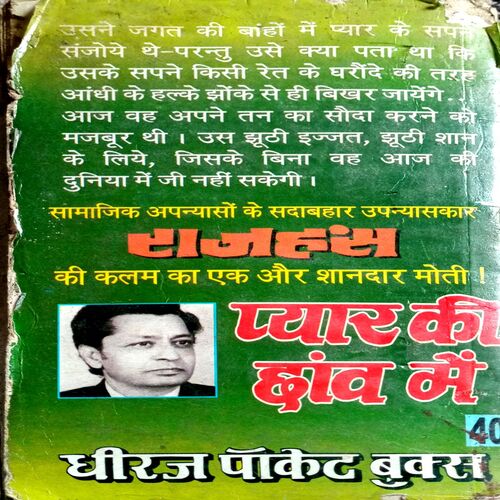 उसने जगत की बांहों में प्यार के सपने
संजोये थे-परन्तु उसे क्या पता था कि
उसके सपने किसी रेत के घरौंदे की तरह
आंधी के हल्के झोंके से ही बिखर जायेंगे..
आज वह अपने तन का सौदा करने को
मजबूर थी । उस झूठी इज्जत, झूठी शान
के लिये, जिसके बिना वह आज की
दुनिया में जी नहीं सकेगी ।
सामाजिक अपन्यासों के सदाबहार उपन्यासकार
राजहंस
की कलम का एक और शानदार मोती !
प्यार की
छांव में
40
धीरज पॉकेट बुक्स